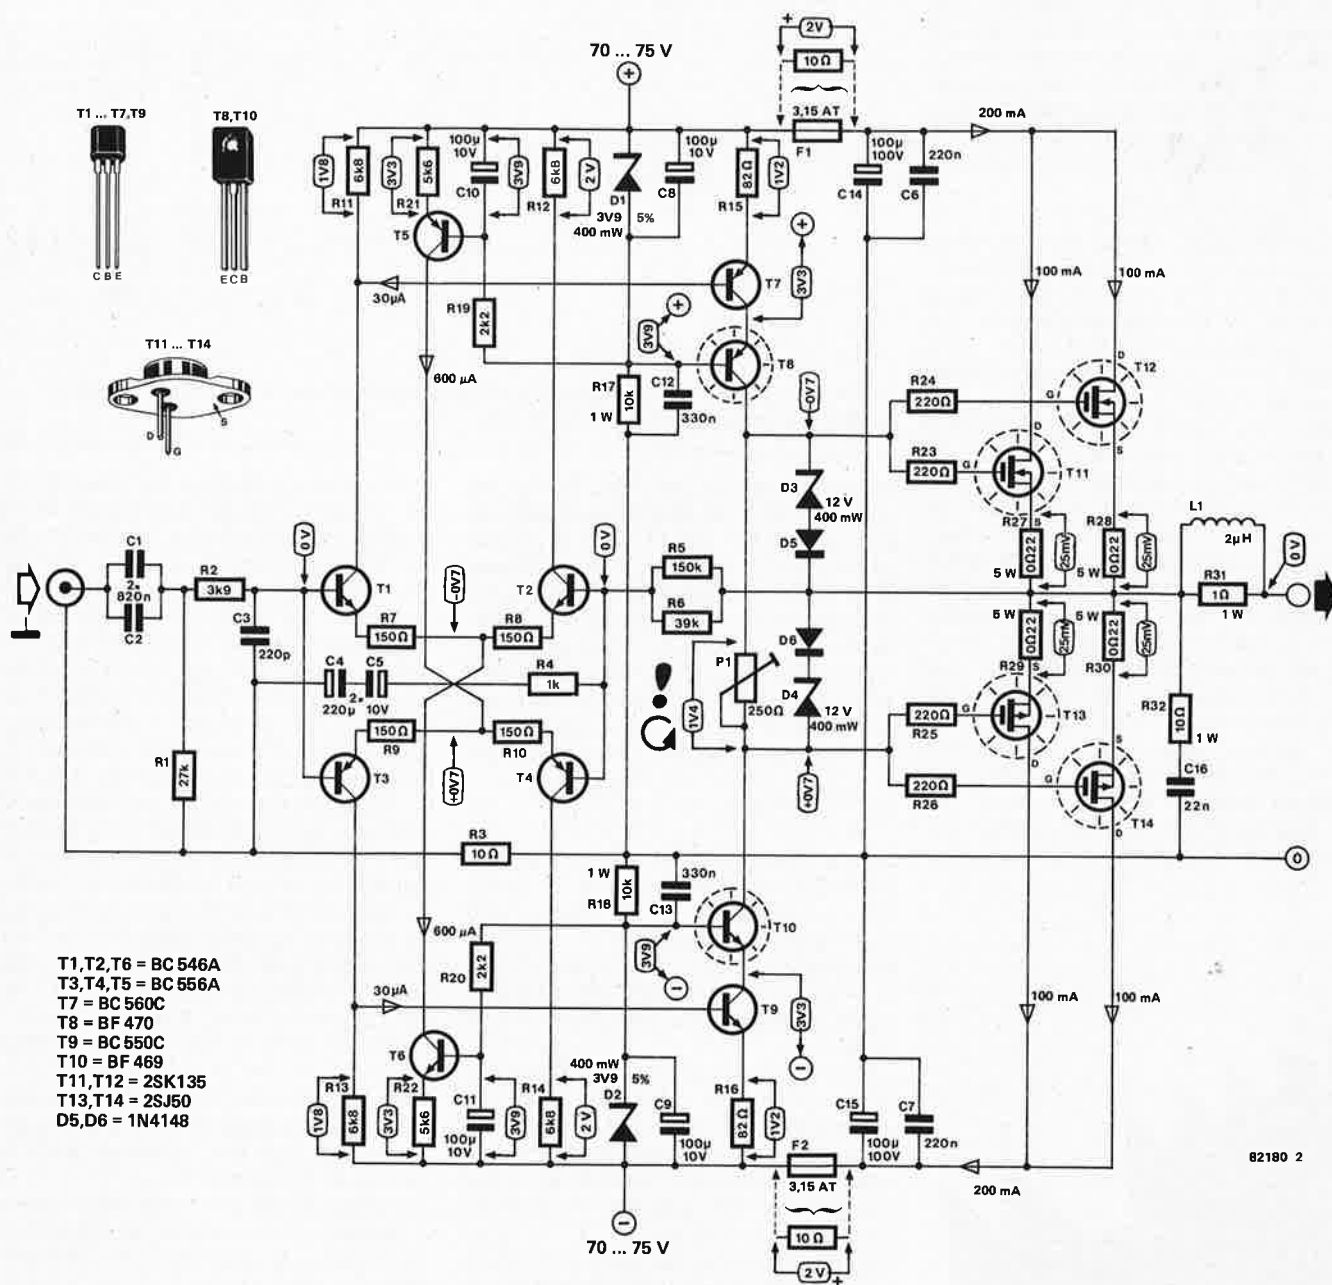 70 ... 75 V
+
2V
10Ω
3,15 AT
F1
200 mA
T1 ... T7,T9
C B E
T8,T10
E C B
T11 ... T14
D
G
S
1V8
6k8
R11
3V3
5k6
R21
100µ
10V
C10
3V9
6k8
R12
2 V
D1
3V9
5%
400 mW
100µ
10V
C8
82Ω
R15
1V2
100µ
100V
C14
220n
C6
T5
30µA
T7
3V3
+
100 mA
100 mA
R19
2k2
600 µA
3V9
+
T8
R17
10k
1 W
C12
330n
-0V7
R24
220Ω
G
D
T12
S
R23
220Ω
G
D
T11
S
D3
12 V
400 mW
D5
R27
0Ω22
5 W
25mV
R28
0Ω22
5 W
25mV
L1
2µH
0V
R31
1Ω
1 W
C1
2x
820n
C2
R2
3k9
C3
220p
0V
T1
R7
150Ω
-0V7
R8
150Ω
T2
0V
R5
150k
R6
39k
C4
220µ
2x
C5
10V
R4
1k
P1
250Ω
1V4
D6
D4
12 V
400 mW
5 W
0Ω22
R29
25mV
5 W
0Ω22
R30
25mV
R32
10Ω
1 W
C16
22n
150Ω
R9
+0V7
150Ω
R10
T3
T4
+0V7
220Ω
R25
G
S
T13
D
220Ω
R26
G
S
T14
D
R1
27k
R3
10Ω
0
1 W
10k
R18
330n
C13
T10
600 µA
2k2
R20
3V9
−
30µA
T9
3V3
−
100 mA
100 mA
T1,T2,T6 = BC 546A
T3,T4,T5 = BC 556A
T7 = BC 560C
T8 = BF 470
T9 = BC 550C
T10 = BF 469
T11,T12 = 2SK135
T13,T14 = 2SJ50
D5,D6 = 1N4148
T6
1V8
R13
6k8
3V3
R22
5k6
C11
100µ
10V
3V9
R14
6k8
2 V
400 mW
3V9
5%
D2
C9
100µ
10V
R16
82Ω
1V2
F2
3,15 AT
C15
100µ
100V
C7
220n
200 mA
10Ω
2V
+
−
70 ... 75 V
82180 2